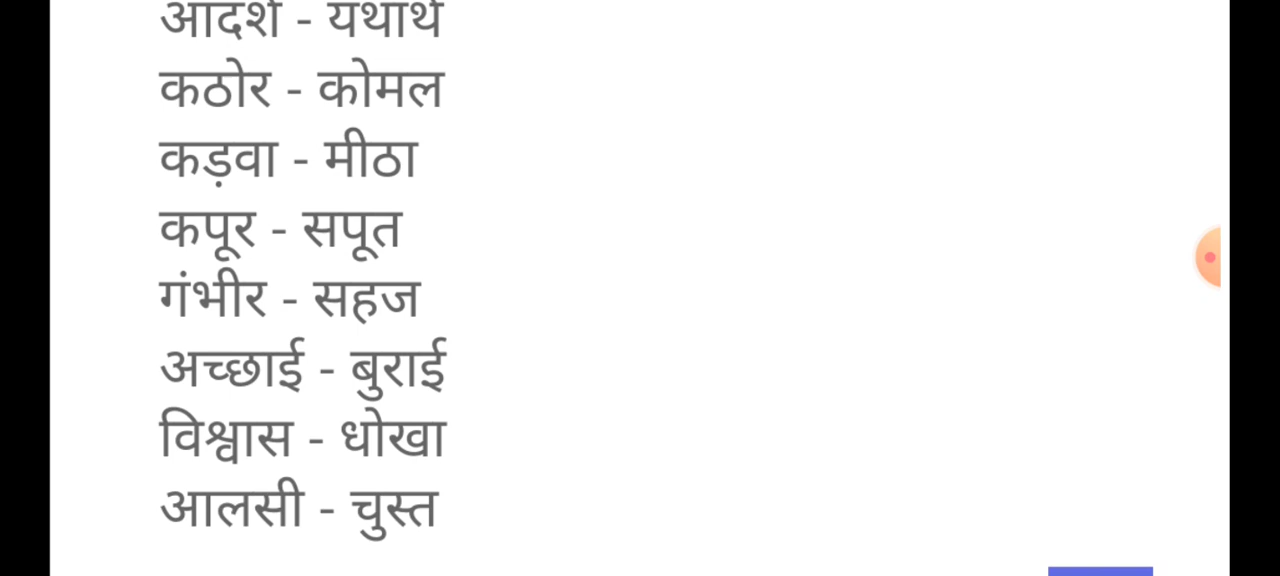 आदर्श - यथार्थ
कठोर - कोमल
कड़वा - मीठा
कपूर - सपूत
गंभीर - सहज
अच्छाई - बुराई
विश्वास - धोखा
आलसी - चुस्त